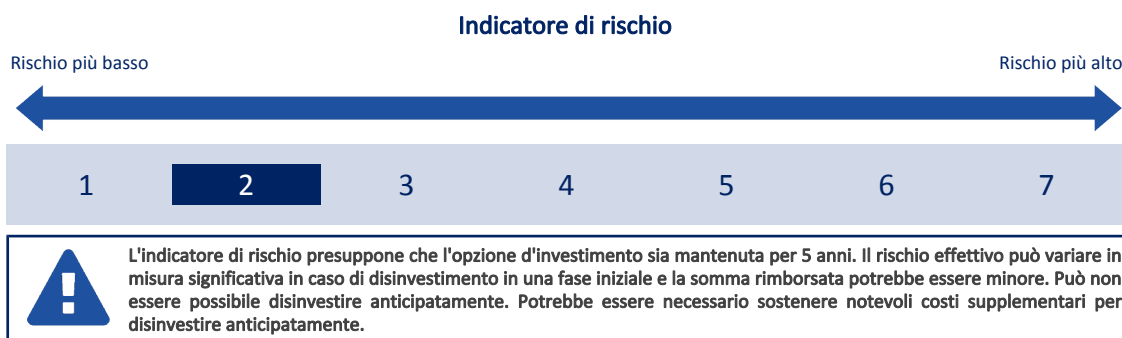 Indicatore di rischio
Rischio più basso
Rischio più alto
1 2 3 4 5 6 7
L'indicatore di rischio presuppone che l'opzione d'investimento sia mantenuta per 5 anni. Il rischio effettivo può variare in
misura significativa in caso di disinvestimento in una fase iniziale e la somma rimborsata potrebbe essere minore. Può non
essere possibile disinvestire anticipatamente. Potrebbe essere necessario sostenere notevoli costi supplementari per
disinvestire anticipatamente.